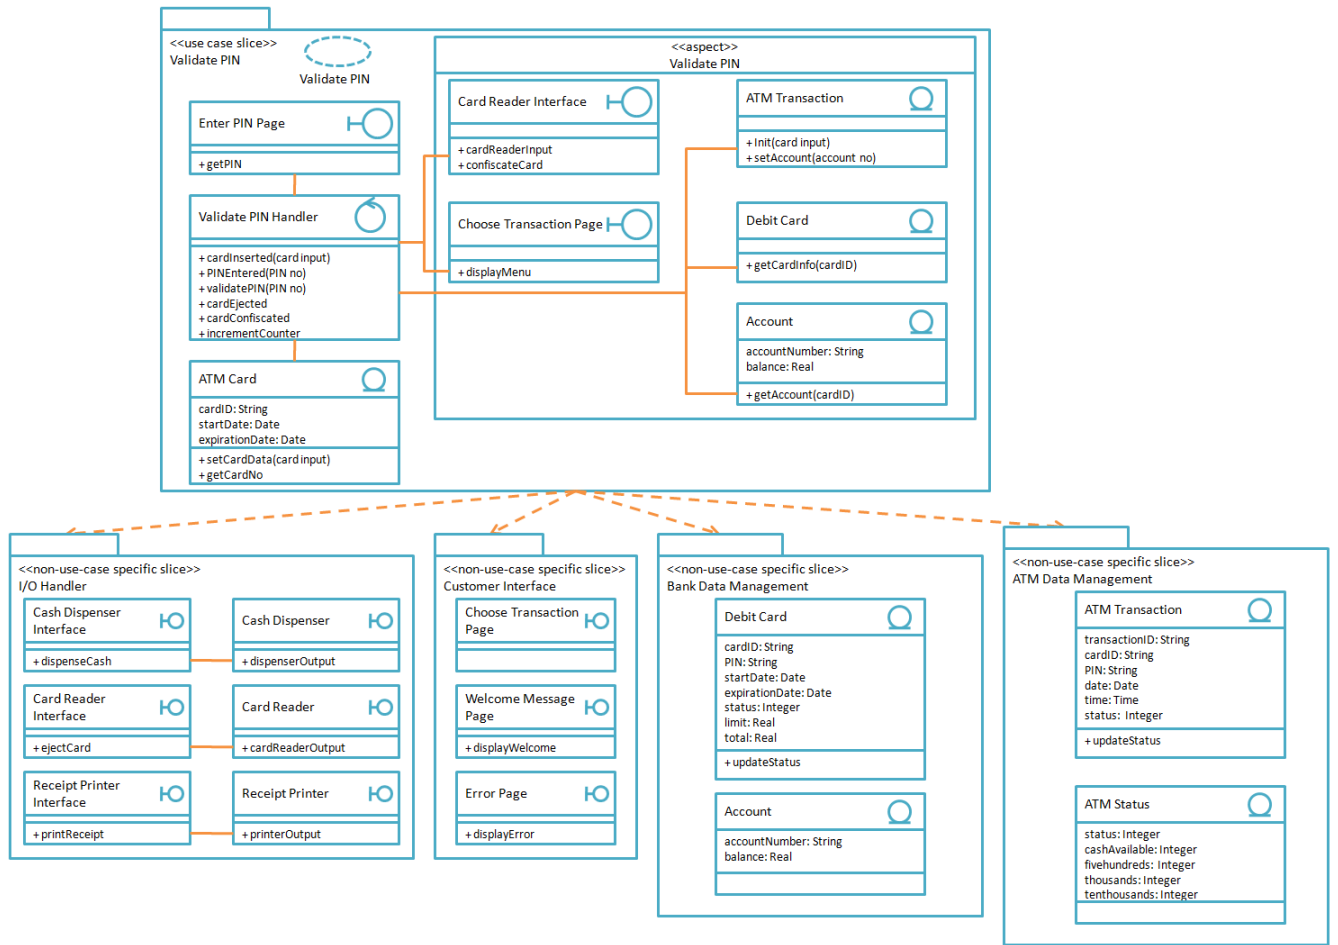 <<use case slice>>
Validate PIN
Validate PIN
Enter PIN Page
+ getPIN
Validate PIN Handler
+ cardInserted(card input)
+ PINEntered(PIN no)
+ validatePIN(PIN no)
+ cardEjected
+ cardConfiscated
+ incrementCounter
ATM Card
cardID: String
startDate: Date
expirationDate: Date
+ setCardData(card input)
+ getCardNo
<<aspect>>
Validate PIN
Card Reader Interface
+ cardReaderInput
+ confiscateCard
Choose Transaction Page
+ displayMenu
ATM Transaction
+ Init(card input)
+ setAccount(account no)
Debit Card
+ getCardInfo(cardID)
Account
accountNumber: String
balance: Real
+ getAccount(cardID)
<<non-use-case specific slice>>
I/O Handler
Cash Dispenser
Interface
+ dispenseCash
Cash Dispenser
+ dispenserOutput
Card Reader
Interface
+ ejectCard
Card Reader
+ cardReaderOutput
Receipt Printer
Interface
+ printReceipt
Receipt Printer
+ printerOutput
<<non-use-case specific slice>>
Customer Interface
Choose Transaction
Page
Welcome Message
Page
+ displayWelcome
Error Page
+ displayError
<<non-use-case specific slice>>
Bank Data Management
Debit Card
cardID: String
PIN: String
startDate: Date
expirationDate: Date
status: Integer
limit: Real
total: Real
+ updateStatus
Account
accountNumber: String
balance: Real
<<non-use-case specific slice>>
ATM Data Management
ATM Transaction
transactionID: String
cardID: String
PIN: String
date: Date
time: Time
status: Integer
+ updateStatus
ATM Status
status: Integer
cashAvailable: Integer
fivehundreds: Integer
thousands: Integer
tenthousands: Integer